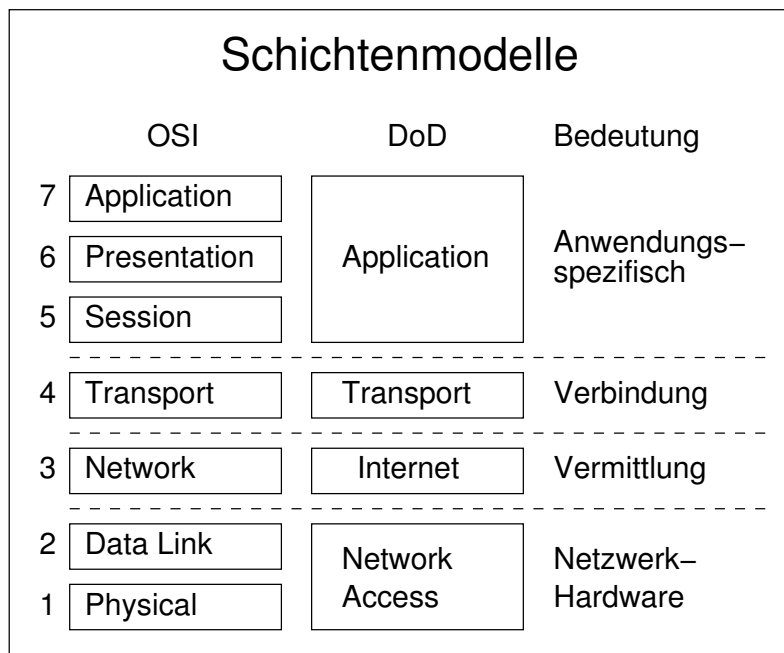 Schichtenmodelle
OSI DoD Bedeutung
7 Application
6 Presentation Application Anwendungs–
spezifisch
5 Session
4 Transport Transport Verbindung
3 Network Internet Vermittlung
2 Data Link
Network Netzwerk–
Access Hardware
1 Physical